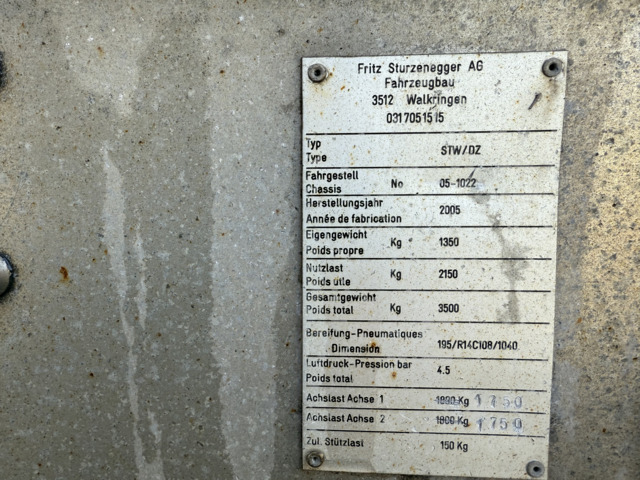 Fritz Sturzenegger AG
Fahrzeugbau
3512 Walkringen
031 705 15 15
Typ
Type STW/DZ
Fahrgestell
Chassis No 05-1022
Herstellungsjahr
Année de fabrication 2005
Eigengewicht
Poids propre Kg 1350
Nutzlast
Poids utile Kg 2150
Gesamtgewicht
Poids total Kg 3500
Bereifung-Pneumatiques
Dimension 195/R14C108/1040
Luftdruck-Pression bar
Poids total 4.5
Achslast Achse 1 1800 Kg 1750
Achslast Achse 2 1800 Kg 1750
Zul. Stützlast 150 Kg